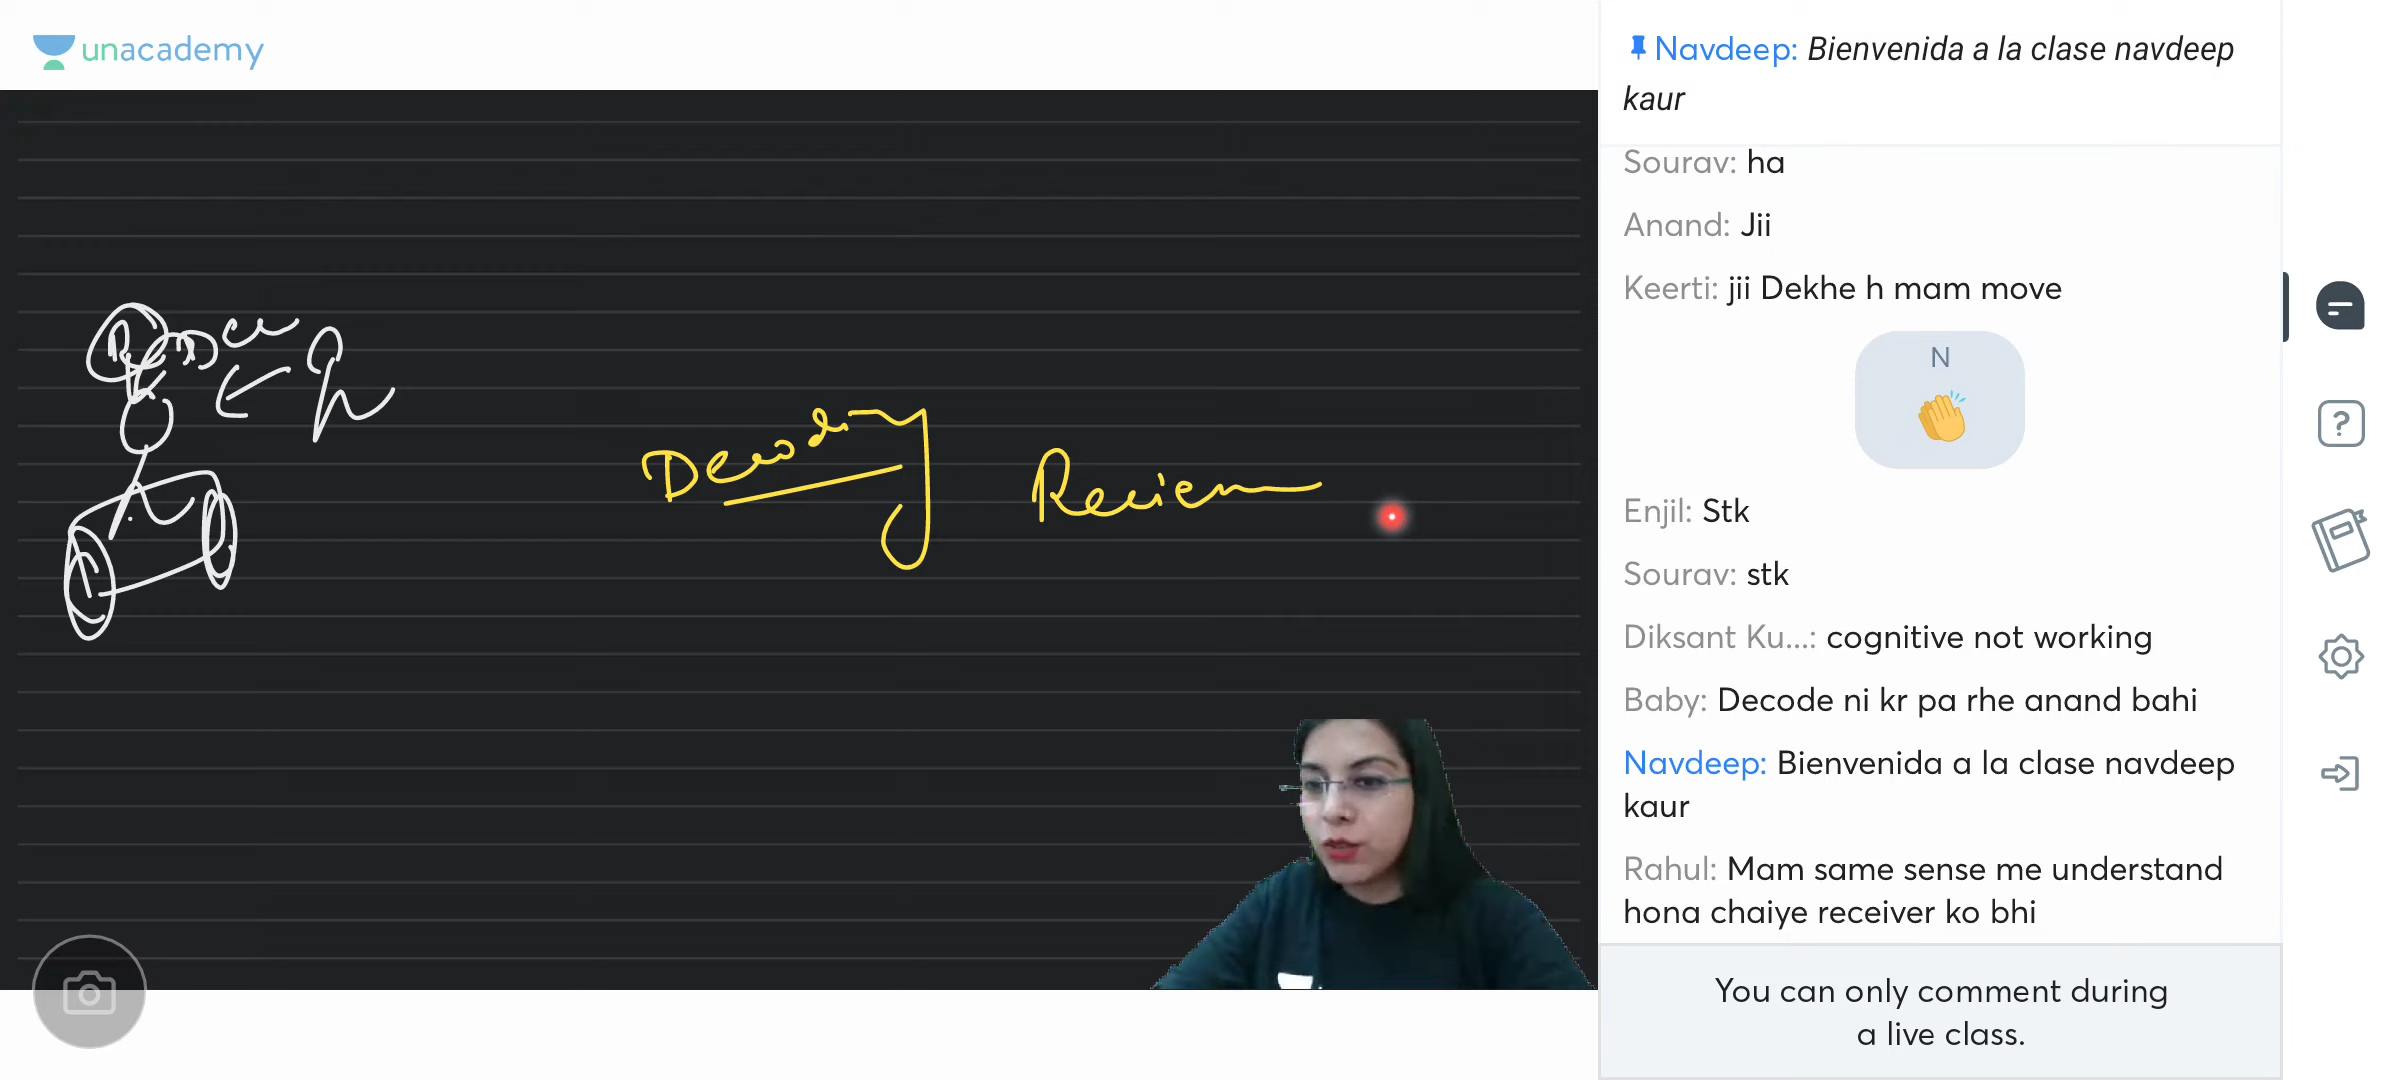 unacademy
Decoding Reciever
Navdeep: Bienvenida a la clase navdeep
kaur
Sourav: ha
Anand: Jii
Keerti: jii Dekhe h mam move
N
Enjil: Stk
Sourav: stk
Diksant Ku...: cognitive not working
Baby: Decode ni kr pa rhe anand bahi
Navdeep: Bienvenida a la clase navdeep
kaur
Rahul: Mam same sense me understand
hona chaiye receiver ko bhi
You can only comment during
a live class.
?